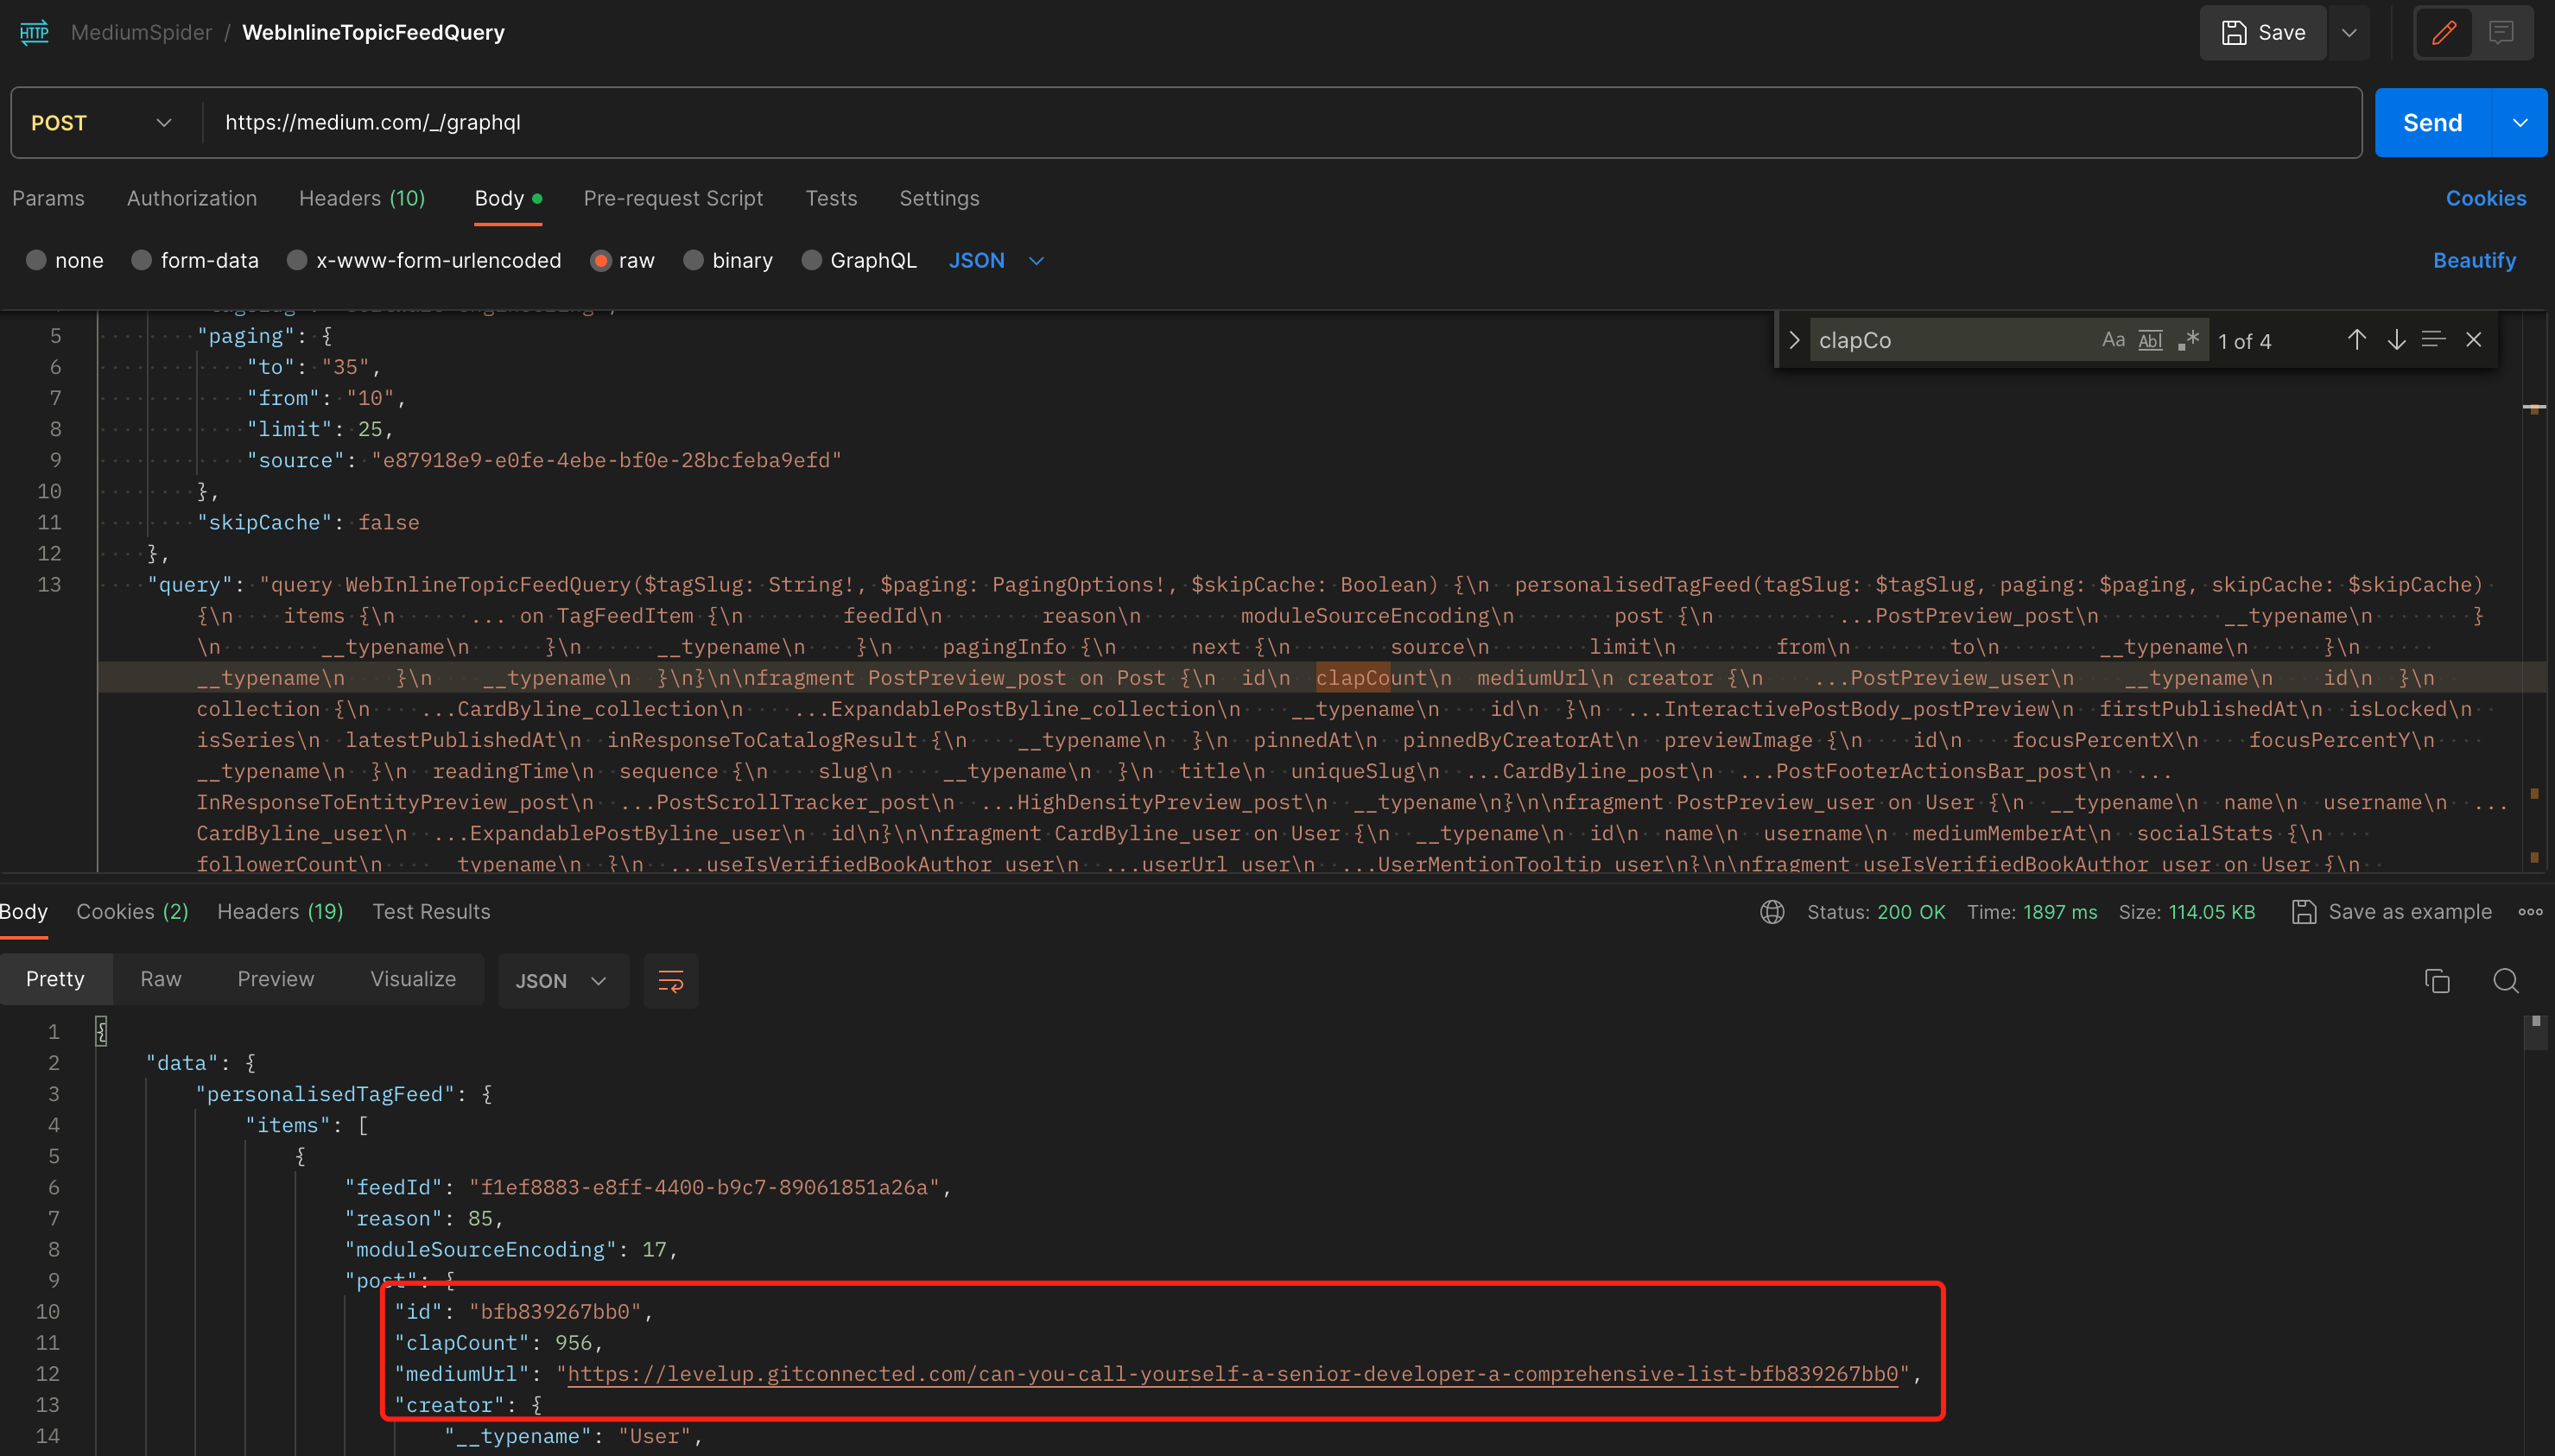 HTTP MediumSpider / WebInlineTopicFeedQuery Save
POST https://medium.com/_/graphql Send
Params Authorization Headers (10) Body Pre-request Script Tests Settings Cookies
none form-data x-www-form-urlencoded raw binary GraphQL JSON Beautify
clapCo Aa Abl .* 1 of 4
5 "paging": {
6 "to": "35",
7 "from": "10",
8 "limit": 25,
9 "source": "e87918e9-e0fe-4ebe-bf0e-28bcfeba9efd"
10 },
11 "skipCache": false
12 },
13 "query": "query WebInlineTopicFeedQuery($tagSlug: String!, $paging: PagingOptions!, $skipCache: Boolean) {\n personalisedTagFeed(tagSlug: $tagSlug, paging: $paging, skipCache: $skipCache)
{\n items {\n ... on TagFeedItem {\n feedId\n reason\n moduleSourceEncoding\n post {\n ...PostPreview_post\n __typename\n }
\n __typename\n }\n __typename\n }\n pagingInfo {\n next {\n source\n limit\n from\n to\n __typename\n }\n
__typename\n }\n __typename\n }\n}\n\nfragment PostPreview_post on Post {\n id\n clapCount\n mediumUrl\n creator {\n ...PostPreview_user\n __typename\n id\n }\n
collection {\n ...CardByline_collection\n ...ExpandablePostByline_collection\n __typename\n id\n }\n ...InteractivePostBody_postPreview\n firstPublishedAt\n isLocked\n
isSeries\n latestPublishedAt\n inResponseToCatalogResult {\n __typename\n }\n pinnedAt\n pinnedByCreatorAt\n previewImage {\n id\n focusPercentX\n focusPercentY\n
__typename\n }\n readingTime\n sequence {\n slug\n __typename\n }\n title\n uniqueSlug\n ...CardByline_post\n ...PostFooterActionsBar_post\n ...
InResponseToEntityPreview_post\n ...PostScrollTracker_post\n ...HighDensityPreview_post\n __typename\n}\n\nfragment PostPreview_user on User {\n __typename\n name\n username\n ...
CardByline_user\n ...ExpandablePostByline_user\n id\n}\n\nfragment CardByline_user on User {\n __typename\n id\n name\n username\n mediumMemberAt\n socialStats {\n
followerCount\n __typename\n }\n ...useIsVerifiedBookAuthor_user\n ...userUrl_user\n ...UserMentionTooltip_user\n}\n\nfragment useIsVerifiedBookAuthor_user on User {\n
Body Cookies (2) Headers (19) Test Results Status: 200 OK Time: 1897 ms Size: 114.05 KB Save as example
Pretty Raw Preview Visualize JSON
1 {
2 "data": {
3 "personalisedTagFeed": {
4 "items": [
5 {
6 "feedId": "f1ef8883-e8ff-4400-b9c7-89061851a26a",
7 "reason": 85,
8 "moduleSourceEncoding": 17,
9 "post": {
10 "id": "bfb839267bb0",
11 "clapCount": 956,
12 "mediumUrl": "https://levelup.gitconnected.com/can-you-call-yourself-a-senior-developer-a-comprehensive-list-bfb839267bb0",
13 "creator": {
14 "__typename": "User",